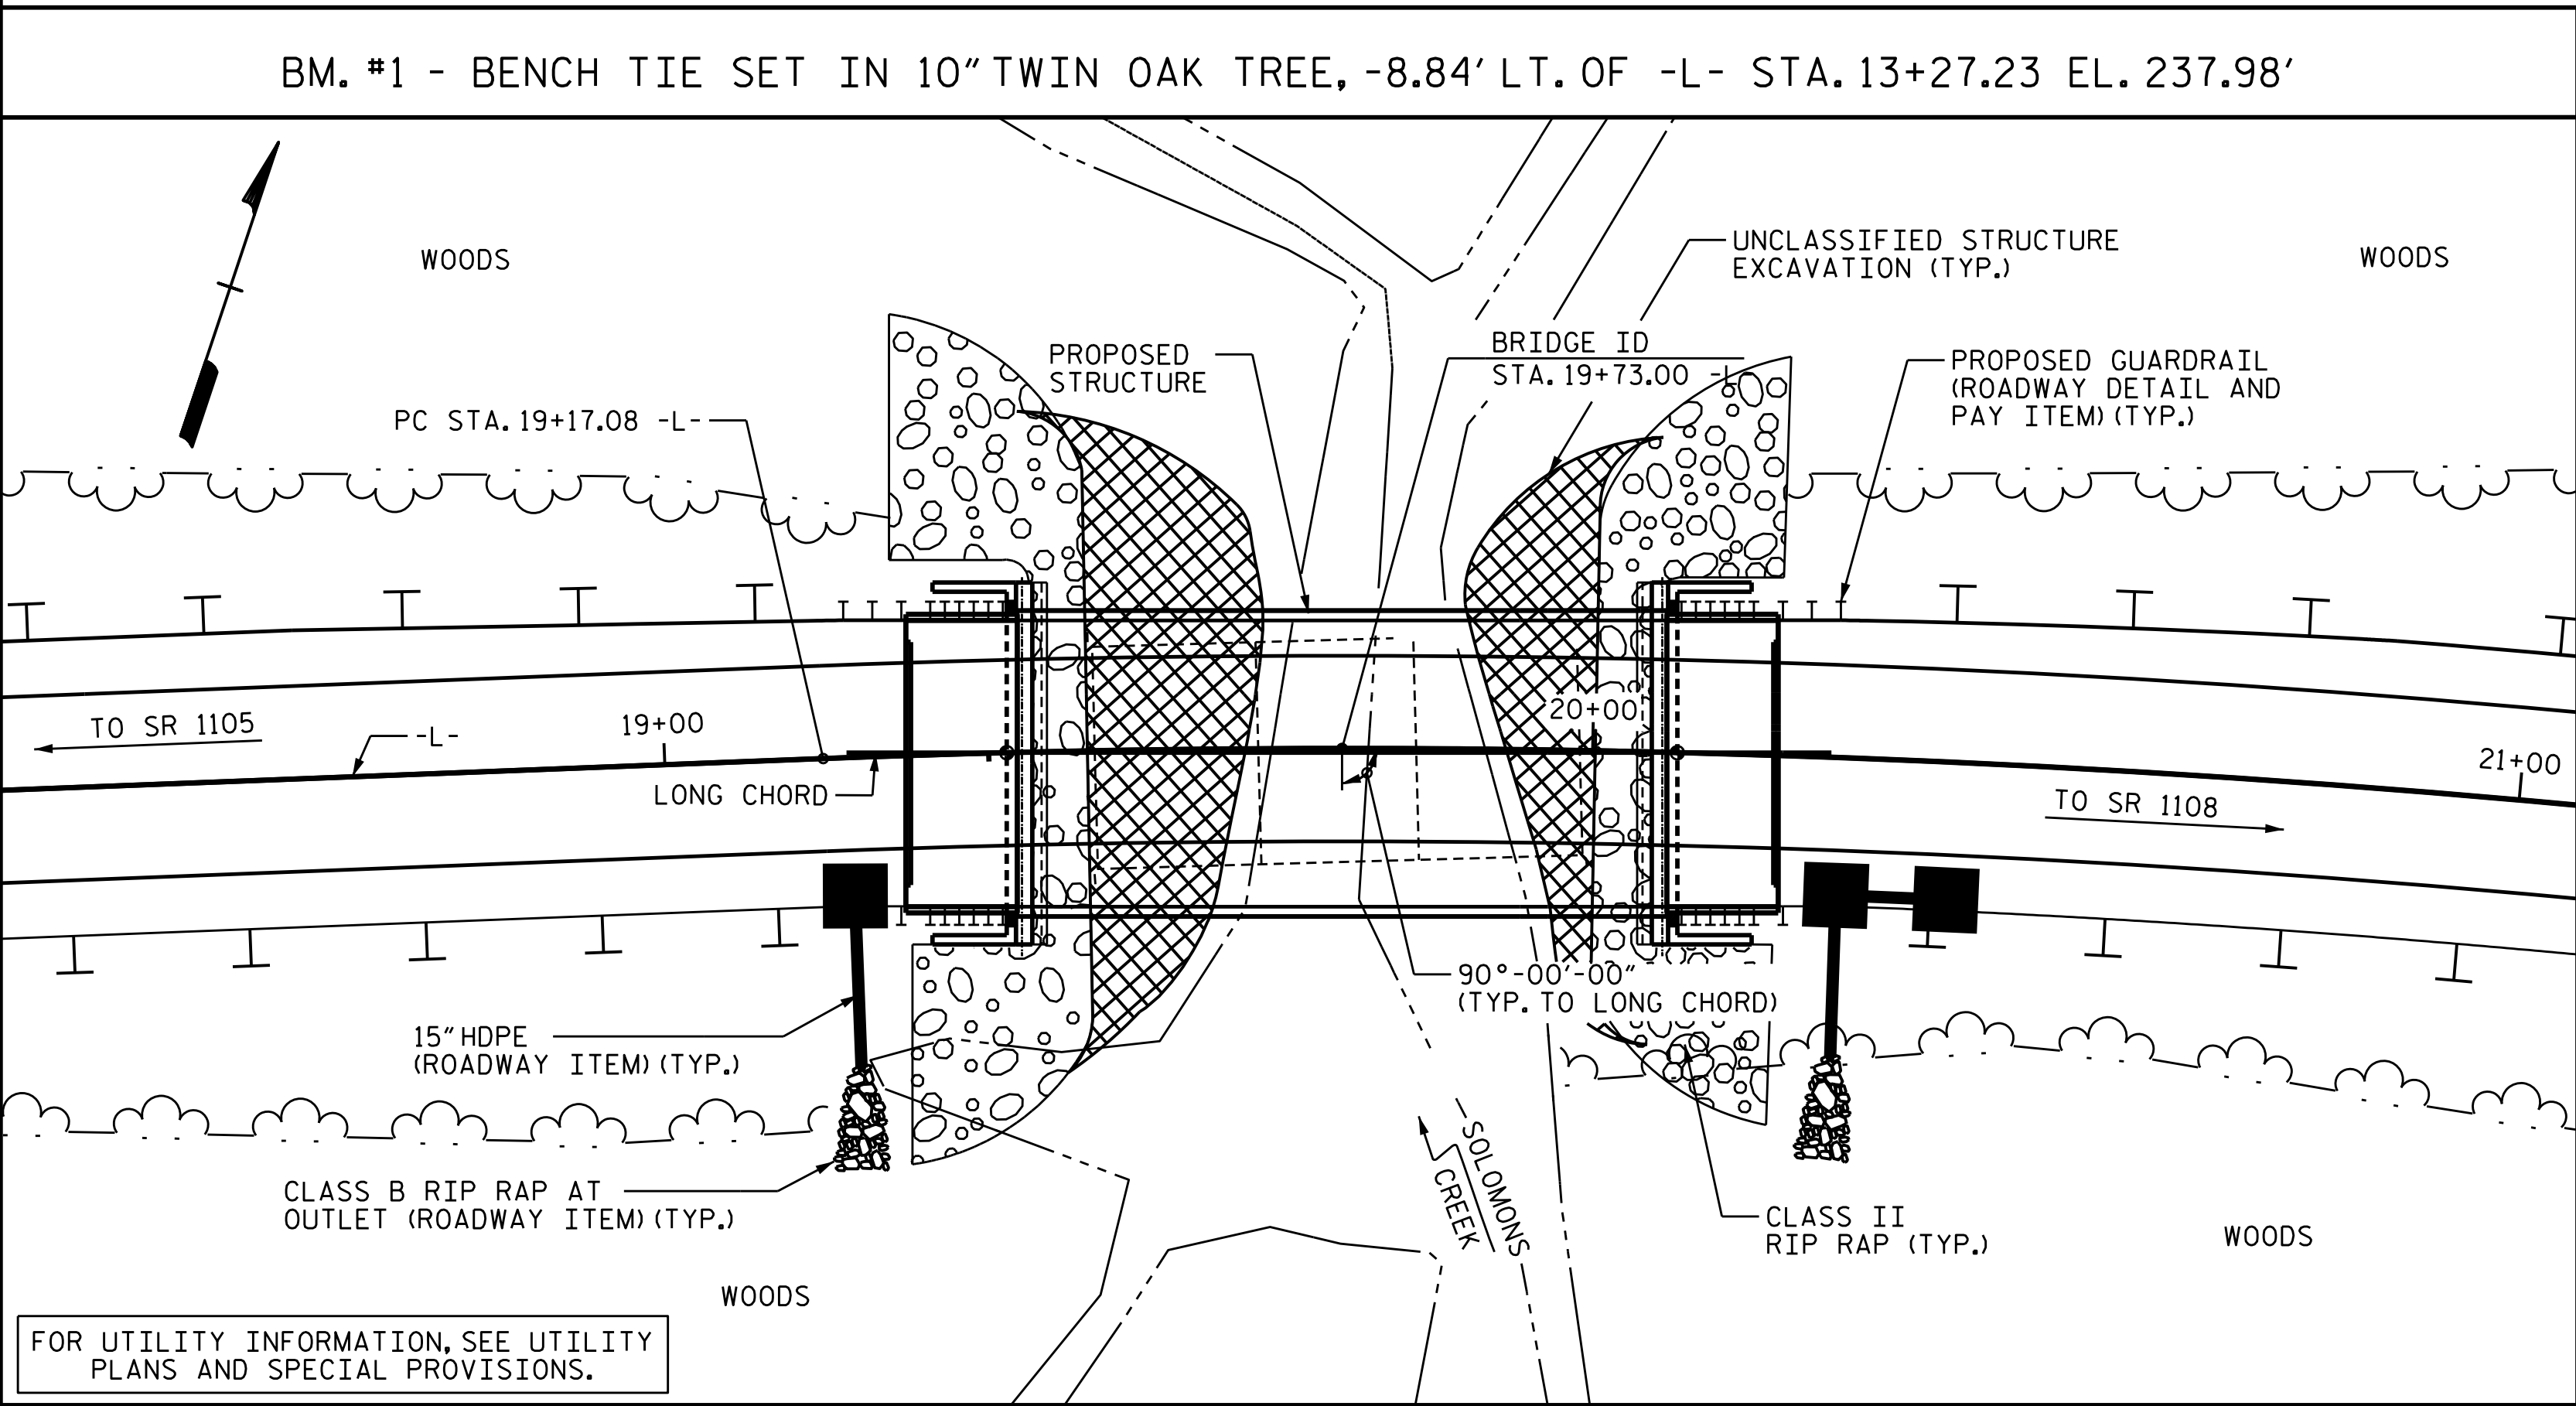 BM. #1 - BENCH TIE SET IN 10" TWIN OAK TREE, -8.84' LT. OF -L- STA. 13+27.23 EL. 237.98'
WOODS
WOODS
UNCLASSIFIED STRUCTURE
EXCAVATION (TYP.)
BRIDGE ID
STA. 19+73.00 -L-
PROPOSED
STRUCTURE
PROPOSED GUARDRAIL
(ROADWAY DETAIL AND
PAY ITEM) (TYP.)
PC STA. 19+17.08 -L-
TO SR 1105
-L-
19+00
20+00
21+00
LONG CHORD
TO SR 1108
90°-00'-00"
(TYP. TO LONG CHORD)
15" HDPE
(ROADWAY ITEM) (TYP.)
SOLOMONS
CREEK
CLASS B RIP RAP AT
OUTLET (ROADWAY ITEM) (TYP.)
CLASS II
RIP RAP (TYP.)
WOODS
WOODS
FOR UTILITY INFORMATION, SEE UTILITY
PLANS AND SPECIAL PROVISIONS.